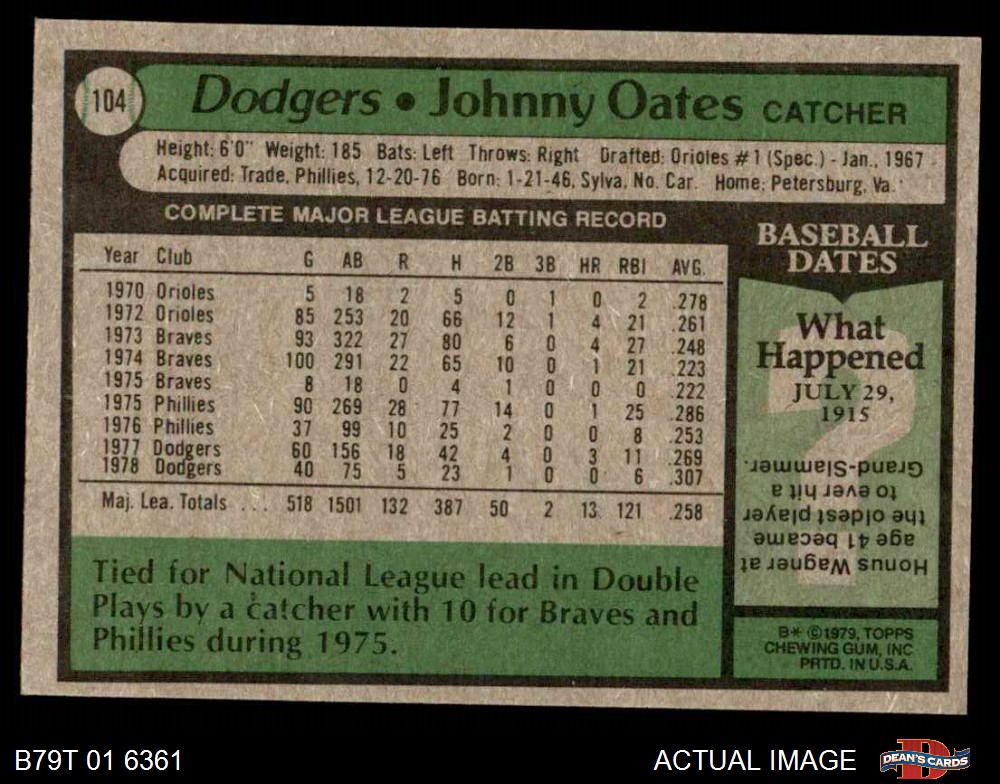 104
Dodgers • Johnny Oates CATCHER
Height: 6'0" Weight: 185 Bats: Left Throws: Right Drafted: Orioles #1 (Spec.) - Jan., 1967
Acquired: Trade, Phillies, 12-20-76 Born: 1-21-46, Sylva, No. Car. Home: Petersburg, Va.
COMPLETE MAJOR LEAGUE BATTING RECORD
Year Club G AB R H 2B 3B HR RBI AVG.
1970 Orioles 5 18 2 5 0 1 0 2 .278
1972 Orioles 85 253 20 66 12 1 4 21 .261
1973 Braves 93 322 27 80 6 0 4 27 .248
1974 Braves 100 291 22 65 10 0 1 21 .223
1975 Braves 8 18 0 4 1 0 0 0 .222
1975 Phillies 90 269 28 77 14 0 1 25 .286
1976 Phillies 37 99 10 25 2 0 0 8 .253
1977 Dodgers 60 156 18 42 4 0 3 11 .269
1978 Dodgers 40 75 5 23 1 0 0 6 .307
Maj. Lea. Totals . . . 518 1501 132 387 50 2 13 121 .258
Tied for National League lead in Double
Plays by a catcher with 10 for Braves and
Phillies during 1975.
BASEBALL
DATES
?
What
Happened
JULY 29,
1915
Honus Wagner at
age 41 became
the oldest player
to ever hit a
Grand-Slammer.
B* ©1979, TOPPS
CHEWING GUM, INC
PRTD. IN U.S.A.
B79T 01 6361
ACTUAL IMAGE
D
DEAN'S CARDS